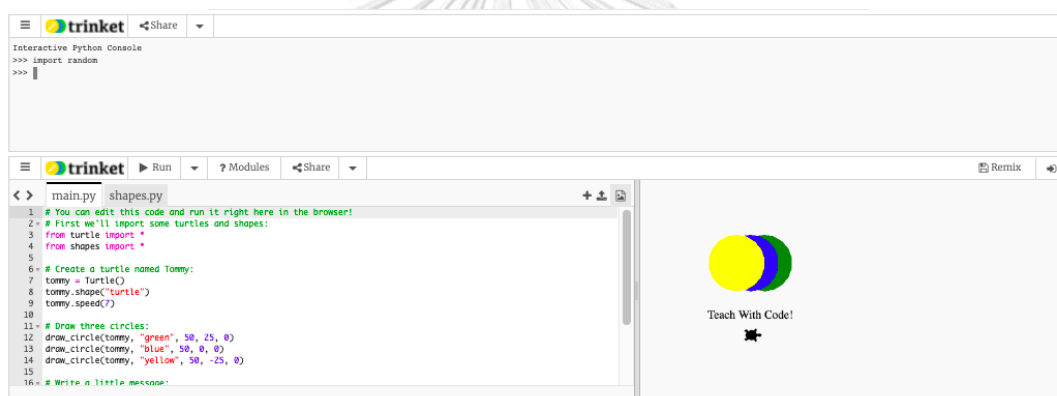 trinket Share
Interactive Python Console
>>> import random
>>>
trinket Run ? Modules Share Remix
main.py shapes.py
1 # You can edit this code and run it right here in the browser!
2 # First we'll import some turtles and shapes:
3 from turtle import *
4 from shapes import *
5
6 # Create a turtle named Tommy:
7 tommy = Turtle()
8 tommy.shape("turtle")
9 tommy.speed(7)
10
11 # Draw three circles:
12 draw_circle(tommy, "green", 50, 25, 0)
13 draw_circle(tommy, "blue", 50, 0, 0)
14 draw_circle(tommy, "yellow", 50, -25, 0)
15
16 # Write a little message:
Teach With Code!